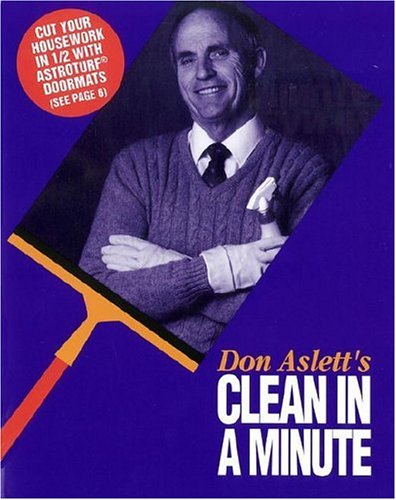 CUT YOUR
HOUSEWORK
IN 1/2 WITH
ASTROTURF®
DOORMATS
(SEE PAGE 6)
Don Aslett's
CLEAN IN
A MINUTE